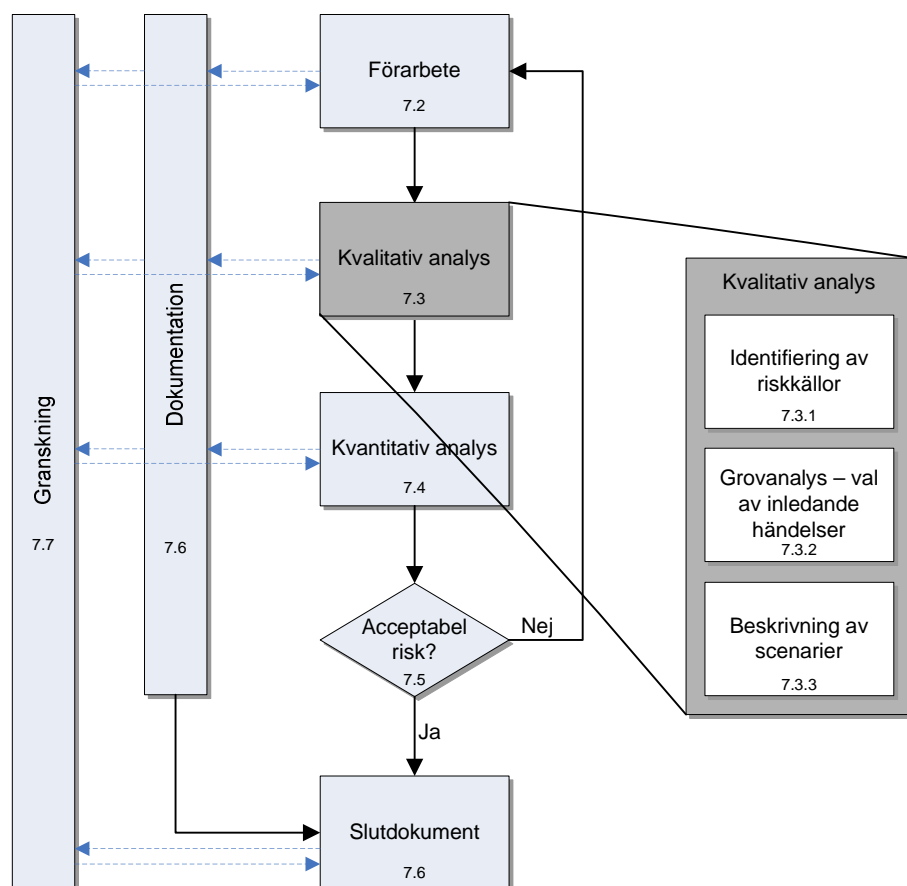 Granskning
7.7
Dokumentation
7.6
Förarbete
7.2
Kvalitativ analys
7.3
Kvantitativ analys
7.4
Acceptabel
risk?
7.5
Nej
Ja
Slutdokument
7.6
Kvalitativ analys
Identifiering av
riskkällor
7.3.1
Grovanalys – val
av inledande
händelser
7.3.2
Beskrivning av
scenarier
7.3.3